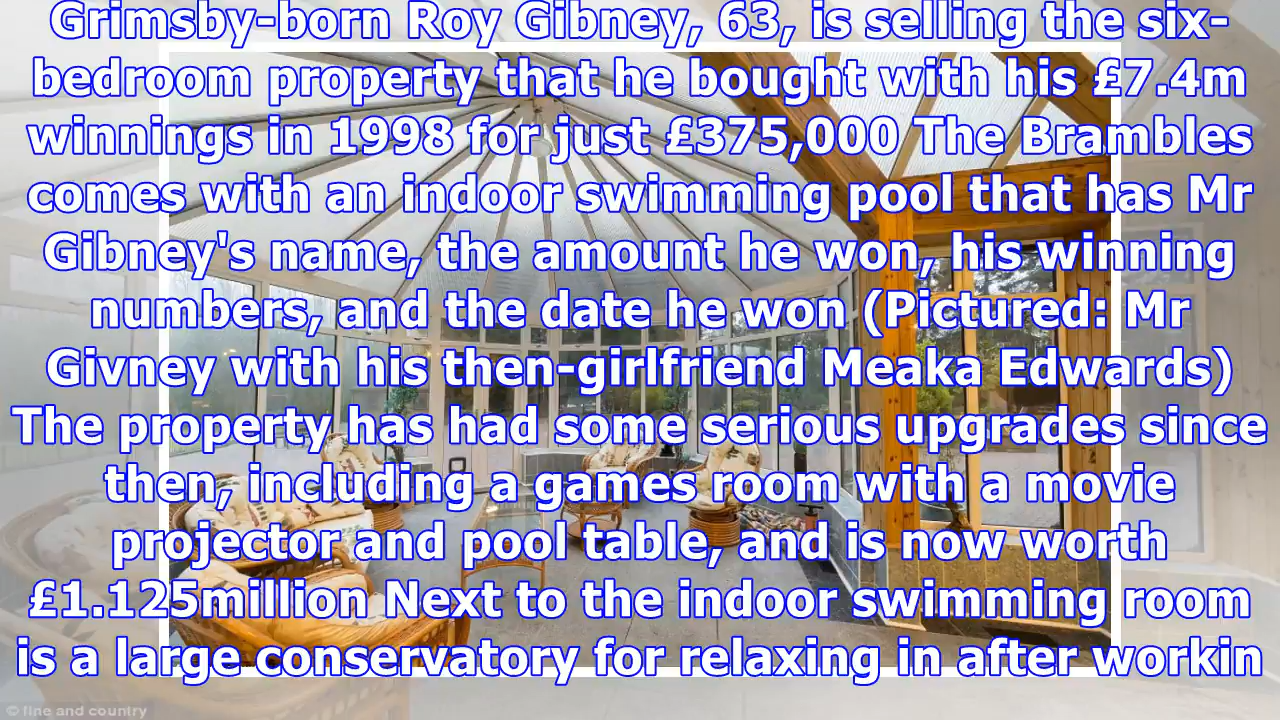 Grimsby-born Roy Gibney, 63, is selling the six-
bedroom property that he bought with his £7.4m
winnings in 1998 for just £375,000 The Brambles
comes with an indoor swimming pool that has Mr
Gibney's name, the amount he won, his winning
numbers, and the date he won (Pictured: Mr
Givney with his then-girlfriend Meaka Edwards)
The property has had some serious upgrades since
then, including a games room with a movie
projector and pool table, and is now worth
£1.125million Next to the indoor swimming room
is a large conservatory for relaxing in after workin
© fine and country